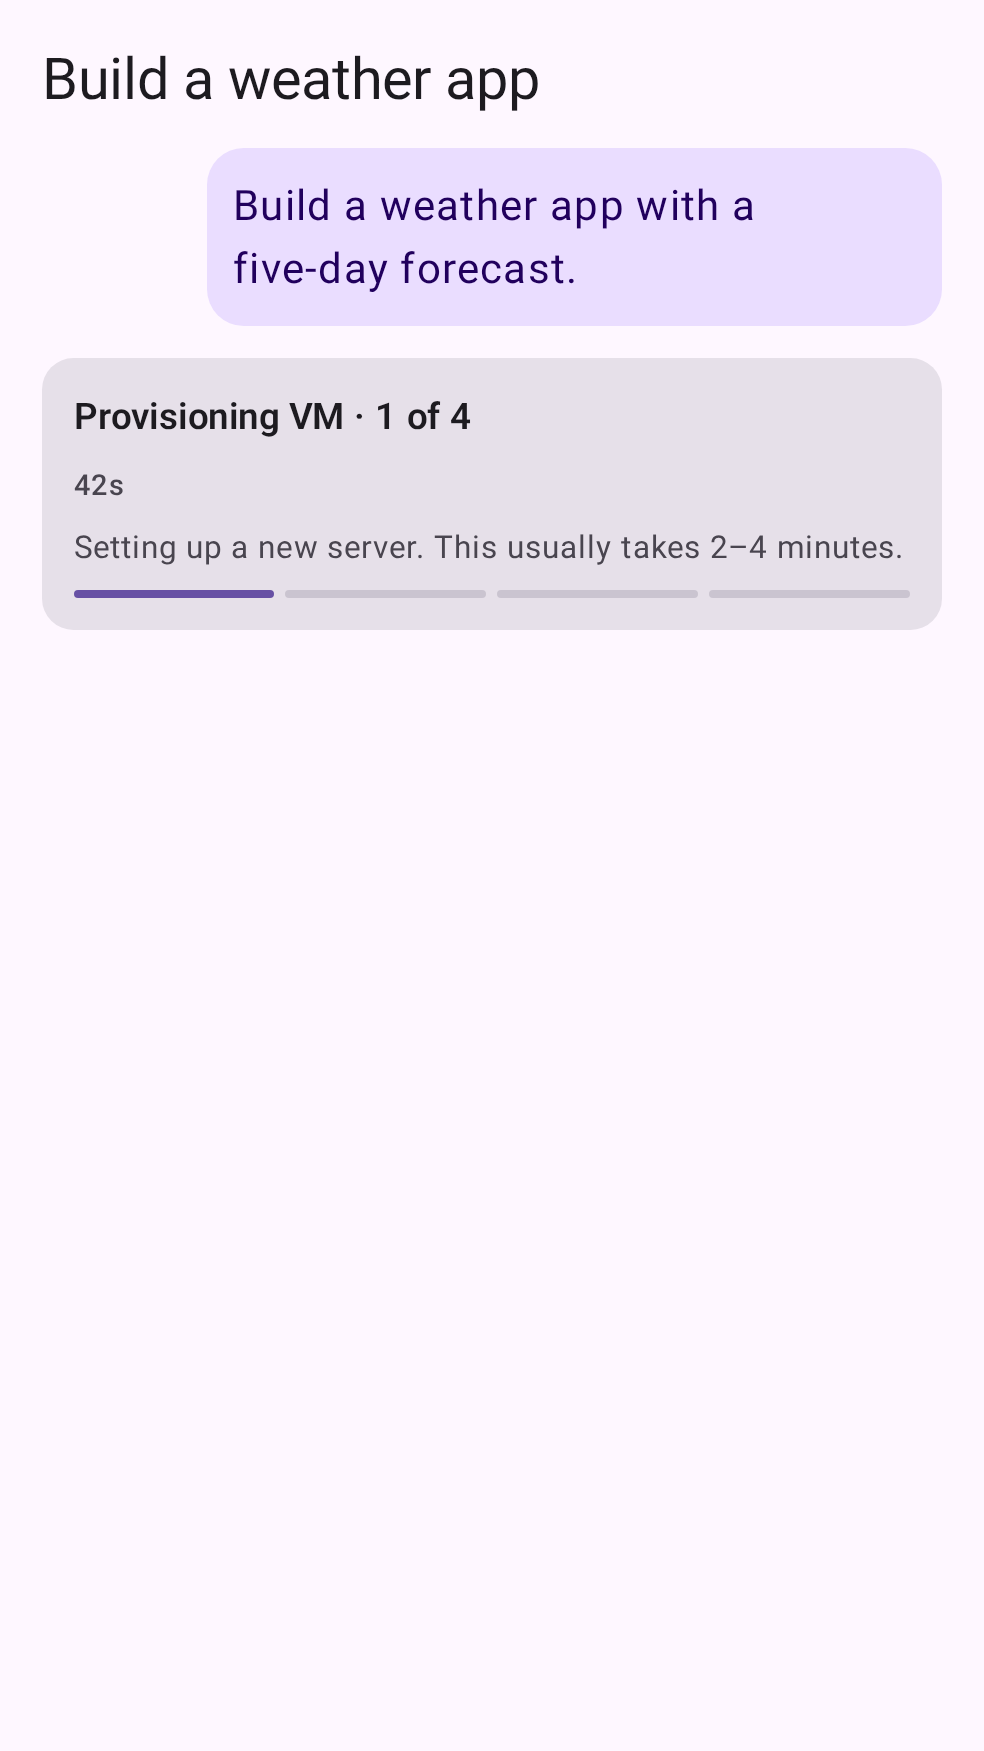 Build a weather app
Build a weather app with a
five-day forecast.
Provisioning VM · 1 of 4
42s
Setting up a new server. This usually takes 2–4 minutes.